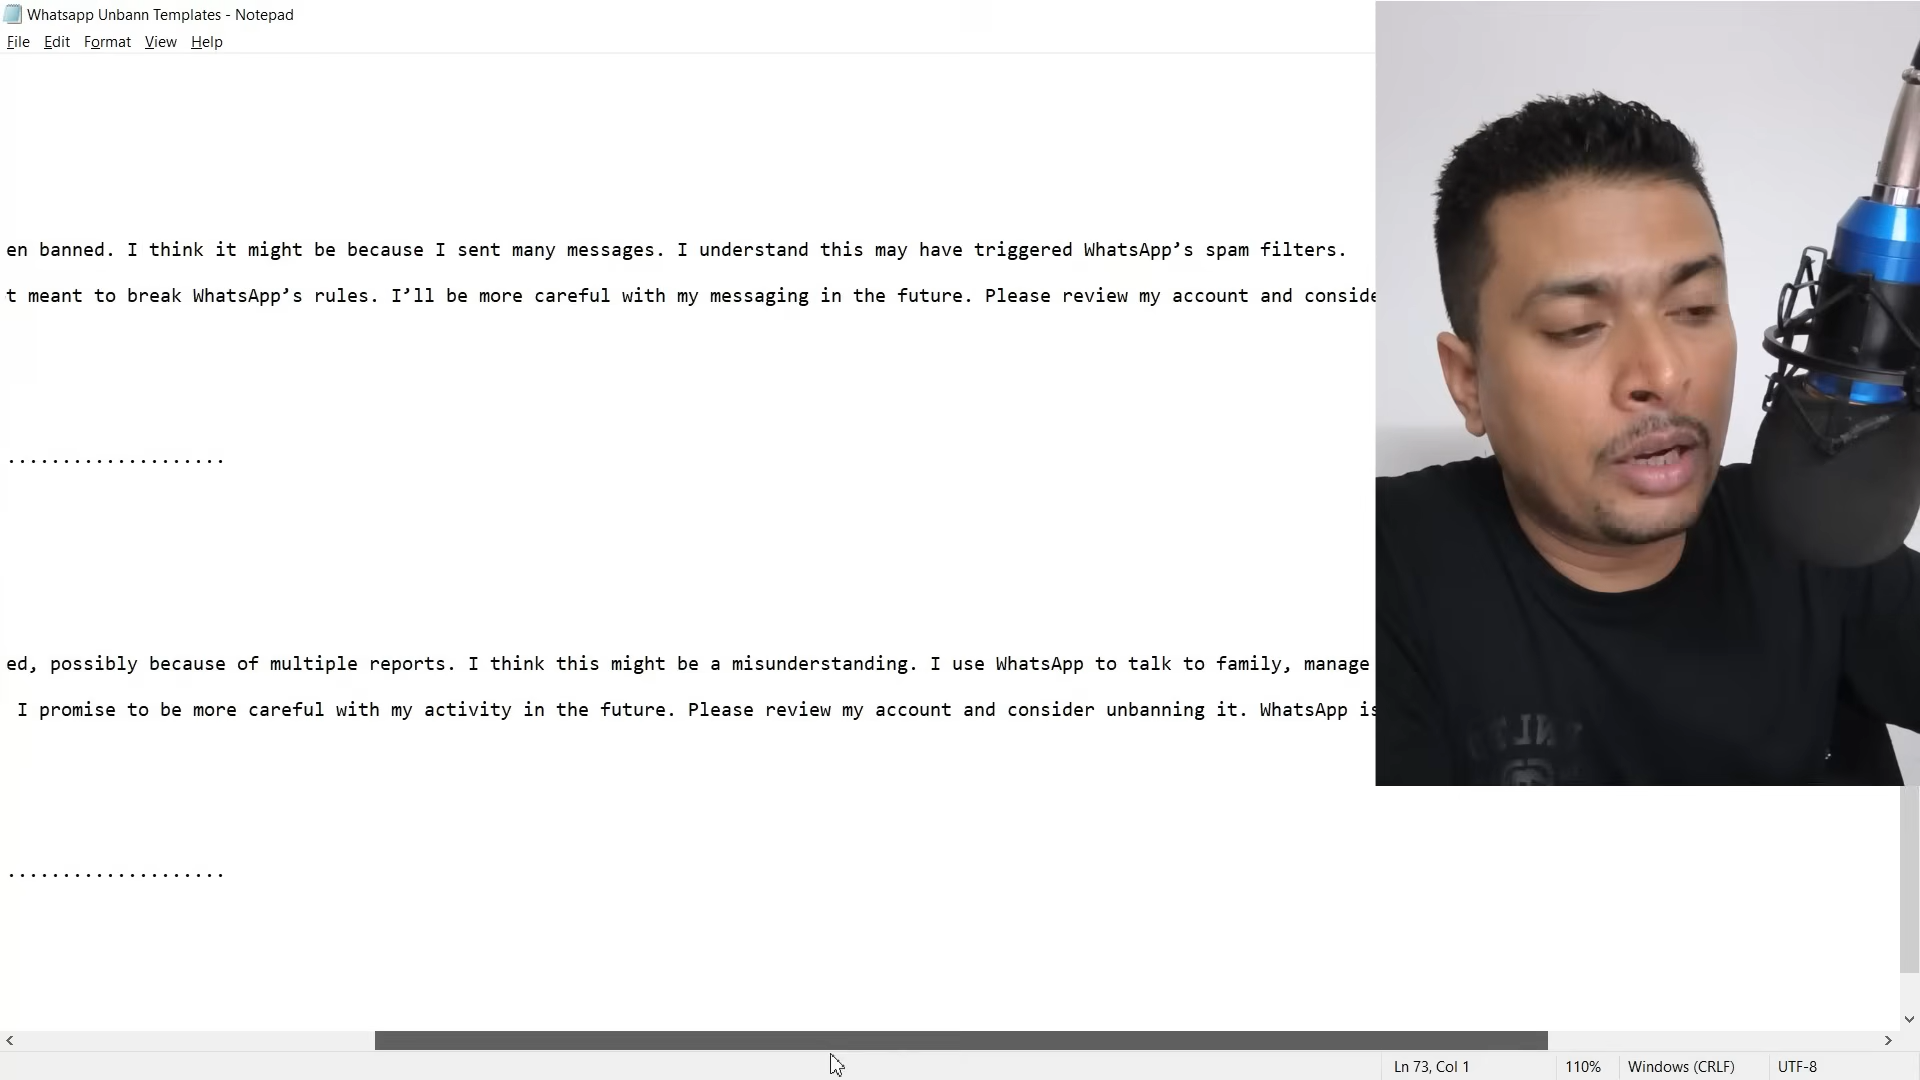 Whatsapp Unbann Templates - Notepad
File Edit Format View Help
en banned. I think it might be because I sent many messages. I understand this may have triggered WhatsApp’s spam filters.
t meant to break WhatsApp’s rules. I’ll be more careful with my messaging in the future. Please review my account and conside
....................
ed, possibly because of multiple reports. I think this might be a misunderstanding. I use WhatsApp to talk to family, manage
I promise to be more careful with my activity in the future. Please review my account and consider unbanning it. WhatsApp is
....................
Ln 73, Col 1 110% Windows (CRLF) UTF-8